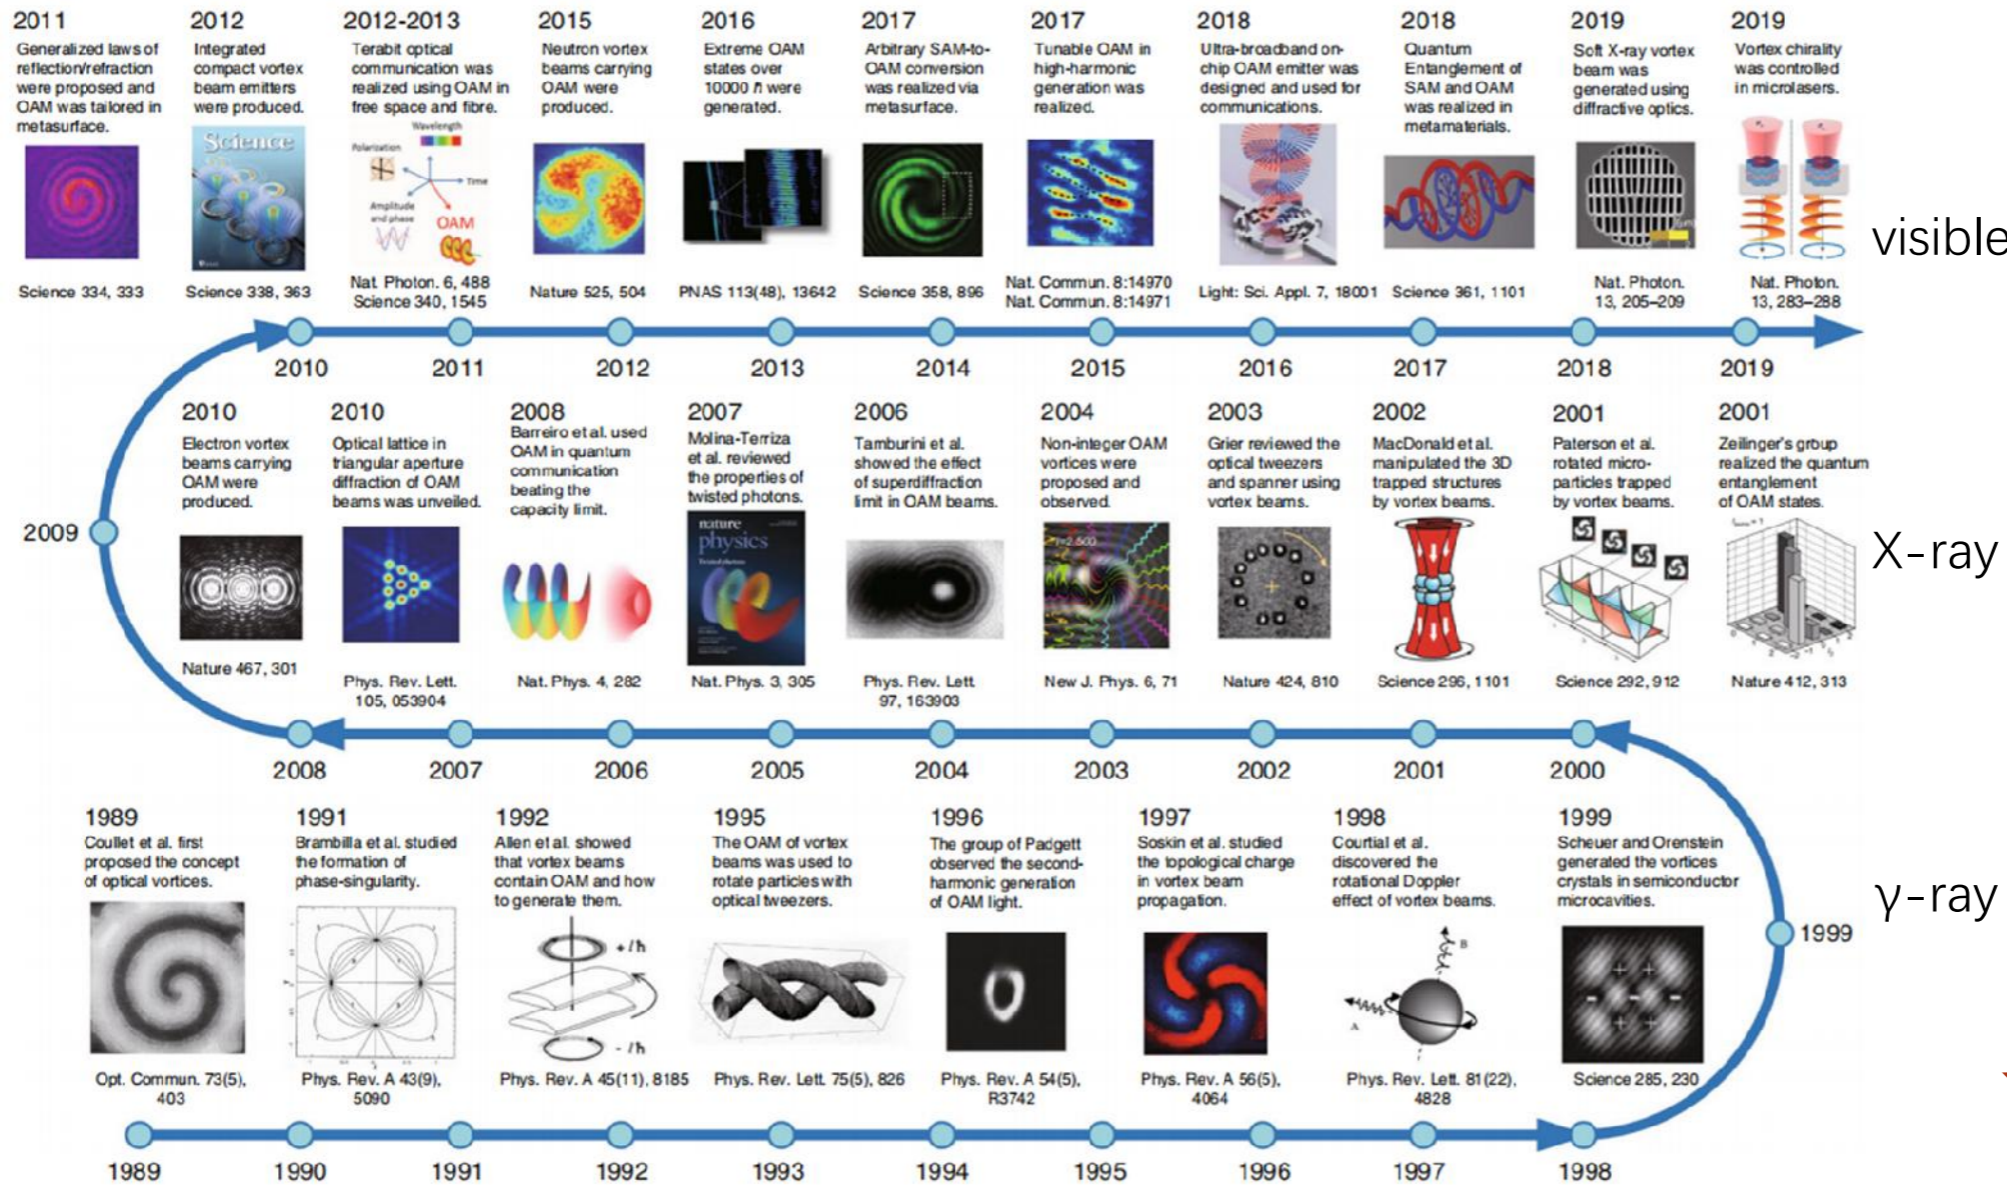 2011
Generalized laws of
reflection/refraction
were proposed and
OAM was tailored in
metasurface.
Science 334, 333
2012
Integrated
compact vortex
beam emitters
were produced.
Science
Science 338, 363
2012-2013
Terabit optical
communication was
realized using OAM in
free space and fibre.
Wavelength
Polarization
Time
Amplitude
and phase
OAM
Nat. Photon. 6, 488
Science 340, 1545
2015
Neutron vortex
beams carrying
OAM were
produced.
Nature 525, 504
2016
Extreme OAM
states over
10000 ħ were
generated.
PNAS 113(48), 13642
2017
Arbitrary SAM-to-
OAM conversion
was realized via
metasurface.
Science 358, 896
2017
Tunable OAM in
high-harmonic
generation was
realized.
Nat. Commun. 8:14970
Nat. Commun. 8:14971
2018
Ultra-broadband on-
chip OAM emitter was
designed and used for
communications.
Light: Sci. Appl. 7, 18001
2018
Quantum
Entanglement of
SAM and OAM
was realized in
metamaterials.
Science 361, 1101
2019
Soft X-ray vortex
beam was
generated using
diffractive optics.
Nat. Photon.
13, 205–209
2019
Vortex chirality
was controlled
in microlasers.
Nat. Photon.
13, 283–288
visible
2010 2011 2012 2013 2014 2015 2016 2017 2018 2019
2009
2010
Electron vortex
beams carrying
OAM were
produced.
Nature 467, 301
2010
Optical lattice in
triangular aperture
diffraction of OAM
beams was unveiled.
Phys. Rev. Lett.
105, 053904
2008
Barreiro et al. used
OAM in quantum
communication
beating the
capacity limit.
Nat. Phys. 4, 282
2007
Molina-Terriza
et al. reviewed
the properties of
twisted photons.
nature
physics
Twisted photons
Nat. Phys. 3, 305
2006
Tamburini et al.
showed the effect
of superdiffraction
limit in OAM beams.
Phys. Rev. Lett.
97, 163903
2004
Non-integer OAM
vortices were
proposed and
observed.
New J. Phys. 6, 71
2003
Grier reviewed the
optical tweezers
and spanner using
vortex beams.
Nature 424, 810
2002
MacDonald et al.
manipulated the 3D
trapped structures
by vortex beams.
Science 296, 1101
2001
Paterson et al.
rotated micro-
particles trapped
by vortex beams.
Science 292, 912
2001
Zeilinger's group
realized the quantum
entanglement
of OAM states.
Nature 412, 313
X-ray
2008 2007 2006 2005 2004 2003 2002 2001 2000
1989
Coullet et al. first
proposed the concept
of optical vortices.
Opt. Commun. 73(5),
403
1991
Brambilla et al. studied
the formation of
phase-singularity.
Phys. Rev. A 43(9),
5090
1992
Allen et al. showed
that vortex beams
contain OAM and how
to generate them.
+ lħ
- lħ
Phys. Rev. A 45(11), 8185
1995
The OAM of vortex
beams was used to
rotate particles with
optical tweezers.
Phys. Rev. Lett. 75(5), 826
1996
The group of Padgett
observed the second-
harmonic generation
of OAM light.
Phys. Rev. A 54(5),
R3742
1997
Soskin et al. studied
the topological charge
in vortex beam
propagation.
Phys. Rev. A 56(5),
4064
1998
Courtial et al.
discovered the
rotational Doppler
effect of vortex beams.
B
A
Phys. Rev. Lett. 81(22),
4828
1999
Scheuer and Orenstein
generated the vortices
crystals in semiconductor
microcavities.
Science 285, 230
1999
γ-ray
1989 1990 1991 1992 1993 1994 1995 1996 1997 1998